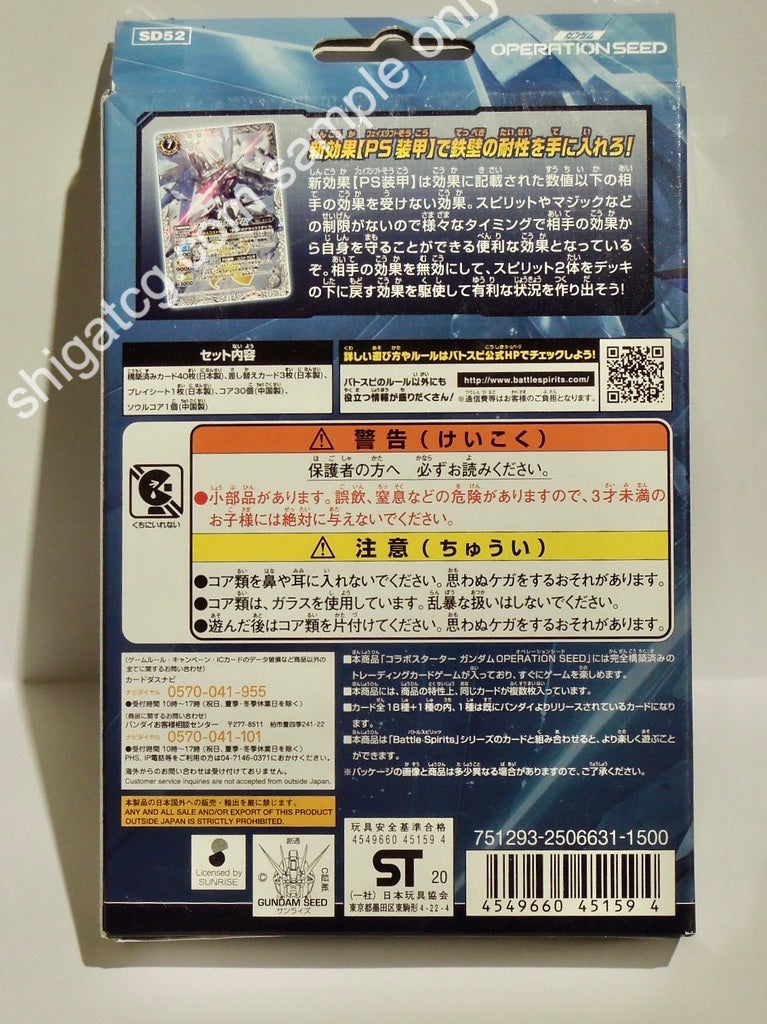 SD52
ガンダム
OPERATION SEED
新効果【PS装甲】で鉄壁の耐性を手に入れろ!
新効果【PS装甲】は効果に記載された数値以下の相
手の効果を受けない効果。スピリットやマジックなど
の制限がないので様々なタイミングで相手の効果か
ら自身を守ることができる便利な効果となっている
ぞ。相手の効果を無効にして、スピリット2体をデッキ
の下に戻す効果を駆使して有利な状況を作り出そう!
shigatcg.com sample only
セット内容
構築済みカード40枚(日本製)、差し替えカード3枚(日本製)、
プレイシート1枚(日本製)、コア30個(中国製)、
ソウルコア1個(中国製)
詳しい遊び方やルールはバトスピ公式HPでチェックしよう!
バトスピのルール以外にも
役立つ情報が盛りだくさん!
http://www.battlespirits.com/
※通信費等はお客様のご負担となります。
くちにいれない
警告(けいこく)
保護者の方へ 必ずお読みください。
●小部品があります。誤飲、窒息などの危険がありますので、3才未満の
お子様には絶対に与えないでください。
注意(ちゅうい)
●コア類を鼻や耳に入れないでください。思わぬケガをするおそれがあります。
●コア類は、ガラスを使用しています。乱暴な扱いはしないでください。
●遊んだ後はコア類を片付けてください。思わぬケガをするおそれがあります。
(ゲームルール・キャンペーン・ICカードのデータ破損など商品以外の
全てに関するお問い合わせ)
カードダスナビ
ナビダイヤル 0570-041-955
●受付時間 10時〜17時(祝日、夏季・冬季休業日を除く)
(商品に関するお問い合わせ)
バンダイお客様相談センター 〒277-8511 柏市豊四季241-22
ナビダイヤル 0570-041-101
●受付時間 10時〜17時(祝日、夏季・冬季休業日を除く)
PHS、IP電話等をご利用の方は04-7146-0371におかけください。
海外からのお問い合わせは受け付けておりません。
Customer service inquiries are not accepted from outside Japan.
本製品の日本国外への販売・輸出を厳に禁じます。
ANY AND ALL SALE AND/OR EXPORT OF THIS PRODUCT
OUTSIDE JAPAN IS STRICTLY PROHIBITED.
■本商品「コラボスターター ガンダムOPERATION SEED」には完全構築済みの
トレーディングカードゲームが入っており、すぐにゲームを楽しめます。
■本商品には、商品の特性上、同じカードが複数枚入っています。
■カード全18種+1種の内、1種は既にバンダイよりリリースされているカードになり
ます。
■本商品は「Battle Spirits」シリーズのカードと組み合わせると、より楽しく遊ぶこと
ができます。
※パッケージの画像と商品は多少異なる場合がありますので、ご了承ください。
Licensed by
SUNRISE
創通
© C証紙
GUNDAM SEED
サンライズ
玩具安全基準合格
4549660 45159 4
ST 20
(一社)日本玩具協会
東京都墨田区東駒形4-22-4
751293-2506631-1500
4549660 45159 4